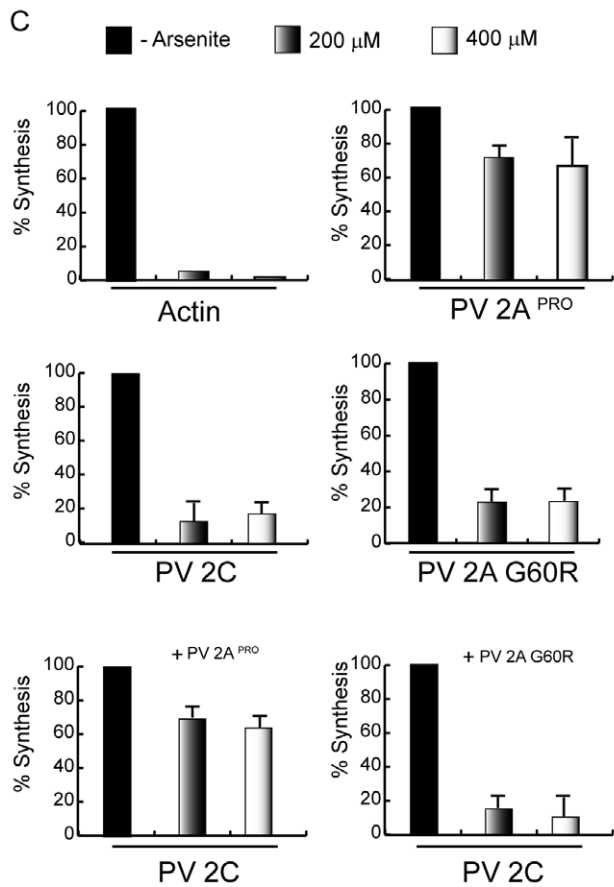 C
- Arsenite 200 μM 400 μM
% Synthesis 100 80 60 40 20 0
Actin
% Synthesis 100 80 60 40 20 0
PV 2A PRO
% Synthesis 100 80 60 40 20 0
PV 2C
% Synthesis 100 80 60 40 20 0
PV 2A G60R
+ PV 2A PRO
% Synthesis 100 80 60 40 20 0
PV 2C
+ PV 2A G60R
% Synthesis 100 80 60 40 20 0
PV 2C